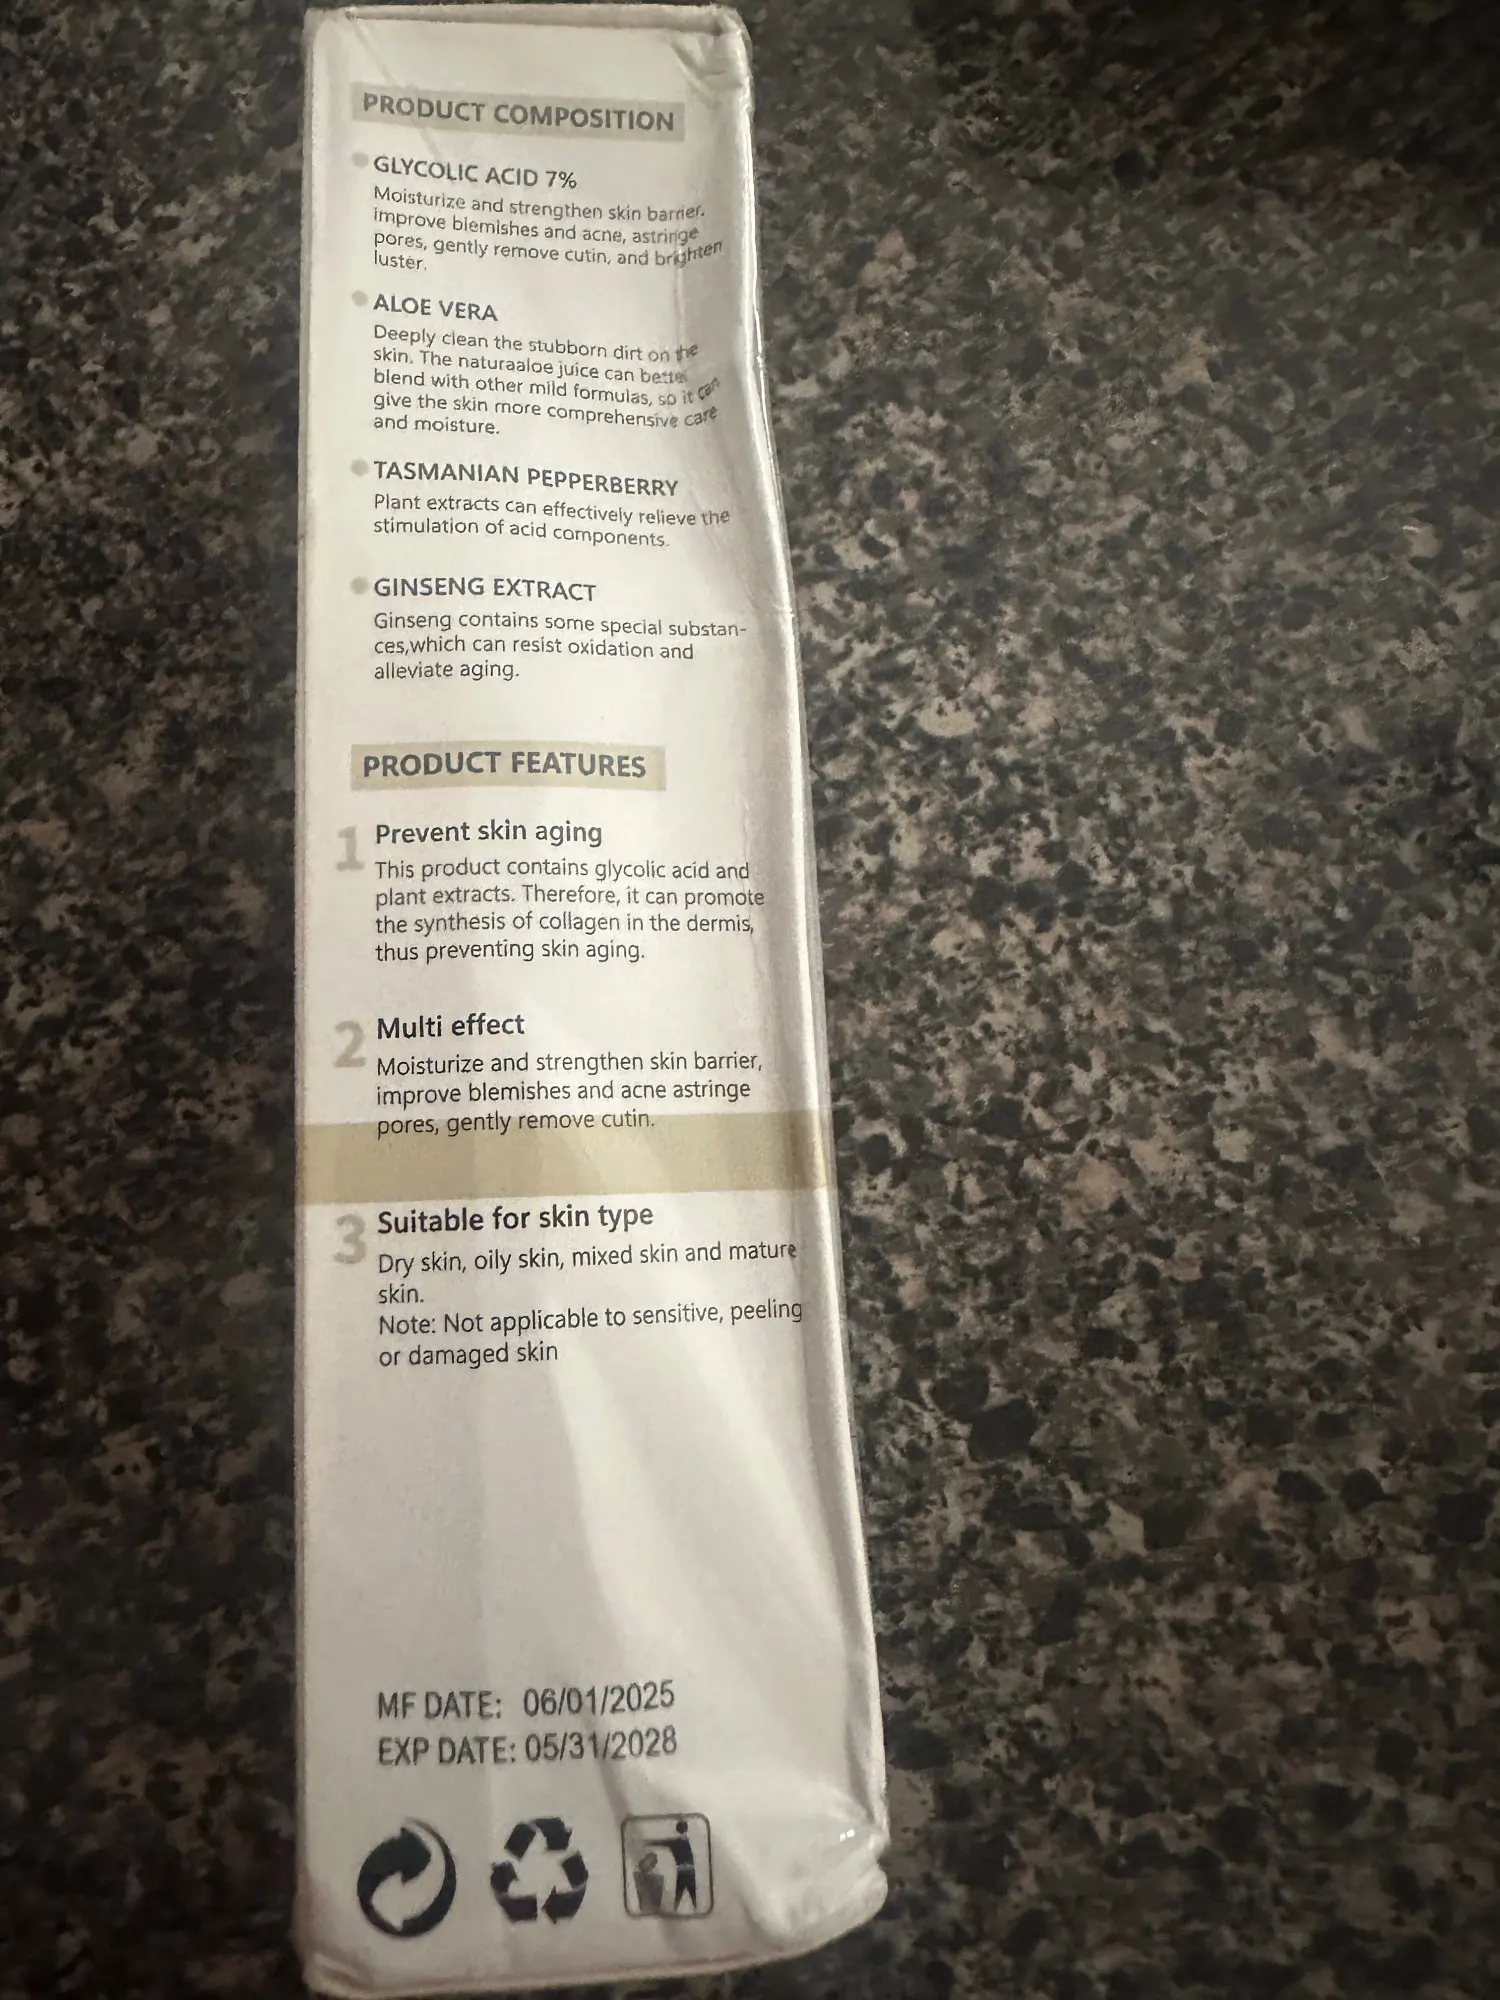 PRODUCT COMPOSITION
GLYCOLIC ACID 7%
Moisturize and strengthen skin barrier.
improve blemishes and acne, astringe
pores, gently remove cutin, and brighten
luster.
ALOE VERA
Deeply clean the stubborn dirt on the
skin. The naturaaloe juice can bette
blend with other mild formulas, so it can
give the skin more comprehensive care
and moisture.
TASMANIAN PEPPERBERRY
Plant extracts can effectively relieve the
stimulation of acid components.
GINSENG EXTRACT
Ginseng contains some special substan-
ces,which can resist oxidation and
alleviate aging.
PRODUCT FEATURES
1 Prevent skin aging
This product contains glycolic acid and
plant extracts. Therefore, it can promote
the synthesis of collagen in the dermis,
thus preventing skin aging.
2 Multi effect
Moisturize and strengthen skin barrier,
improve blemishes and acne astringe
pores, gently remove cutin.
3 Suitable for skin type
Dry skin, oily skin, mixed skin and mature
skin.
Note: Not applicable to sensitive, peeling
or damaged skin
MF DATE: 06/01/2025
EXP DATE: 05/31/2028